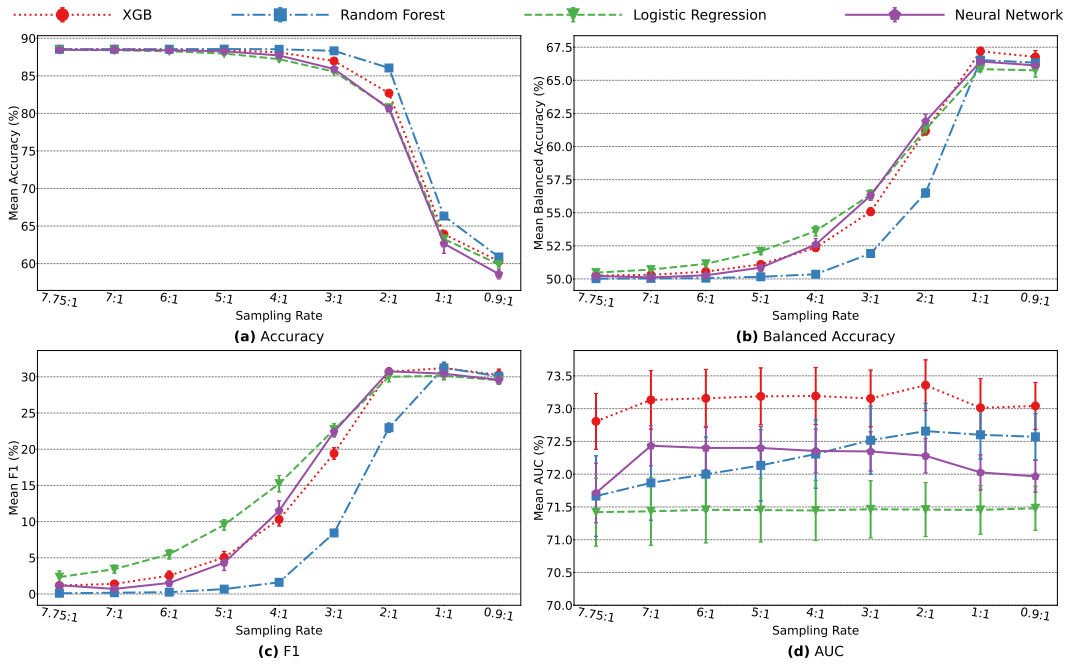 XGB Random Forest Logistic Regression Neural Network
90
85
80
75
70
65
60
Mean Accuracy (%)
7.75:1 7:1 6:1 5:1 4:1 3:1 2:1 1:1 0.9:1
Sampling Rate
(a) Accuracy
67.5
65.0
62.5
60.0
57.5
55.0
52.5
50.0
Mean Balanced Accuracy (%)
7.75:1 7:1 6:1 5:1 4:1 3:1 2:1 1:1 0.9:1
Sampling Rate
(b) Balanced Accuracy
30
25
20
15
10
5
0
Mean F1 (%)
7.75:1 7:1 6:1 5:1 4:1 3:1 2:1 1:1 0.9:1
Sampling Rate
(c) F1
73.5
73.0
72.5
72.0
71.5
71.0
70.5
70.0
Mean AUC (%)
7.75:1 7:1 6:1 5:1 4:1 3:1 2:1 1:1 0.9:1
Sampling Rate
(d) AUC